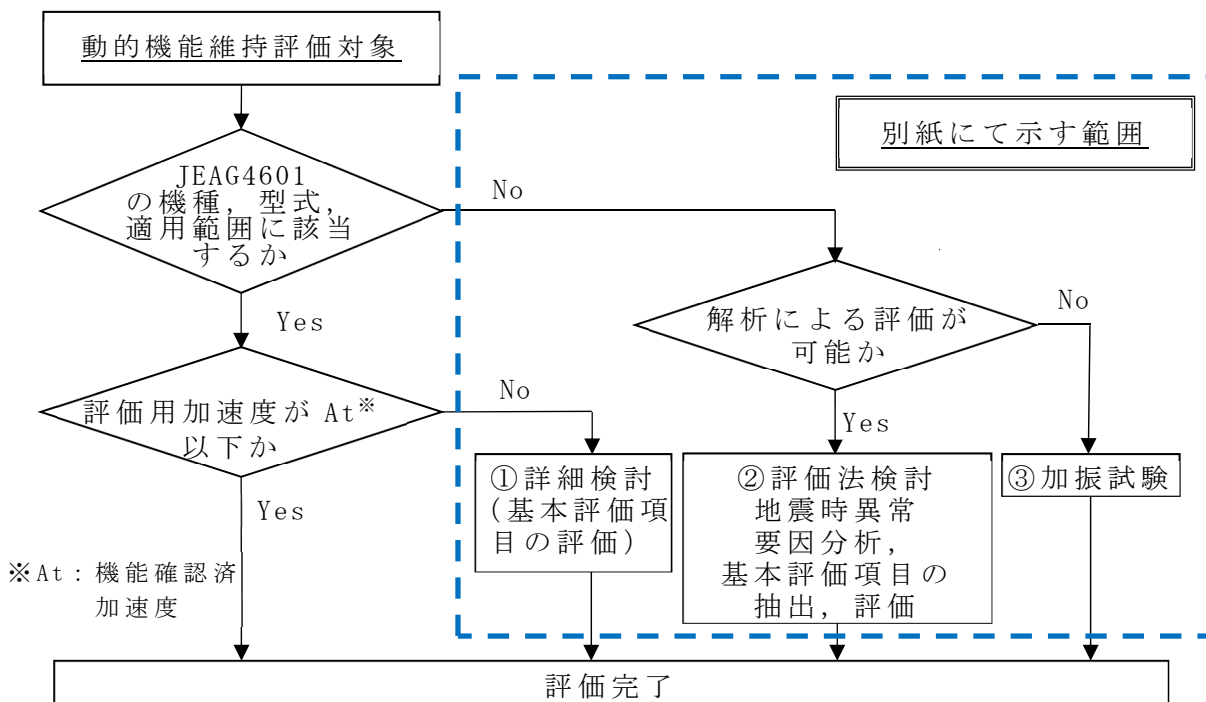 動的機能維持評価対象
別紙にて示す範囲
JEAG4601
の機種，型式，
適用範囲に該当
するか
No
Yes
解析による評価が
可能か
No
Yes
評価用加速度が At※
以下か
No
Yes
①詳細検討
(基本評価項
目の評価)
②評価法検討
地震時異常
要因分析，
基本評価項目の
抽出，評価
③加振試験
※At：機能確認済
加速度
評価完了